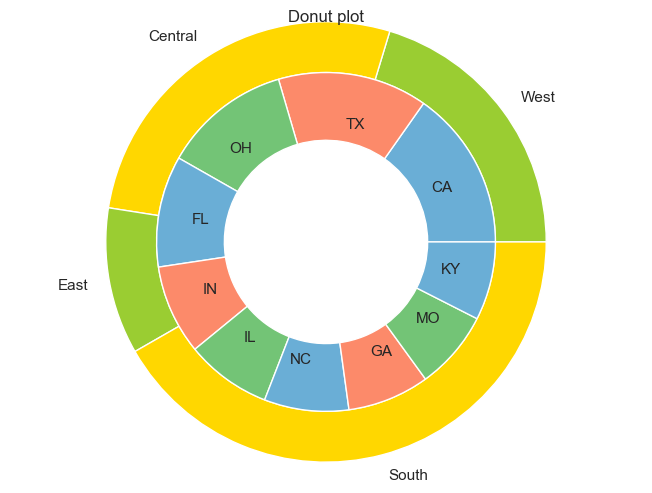 Donut plot
Central
West
TX
OH
CA
FL
KY
East
IN
MO
IL
GA
NC
South